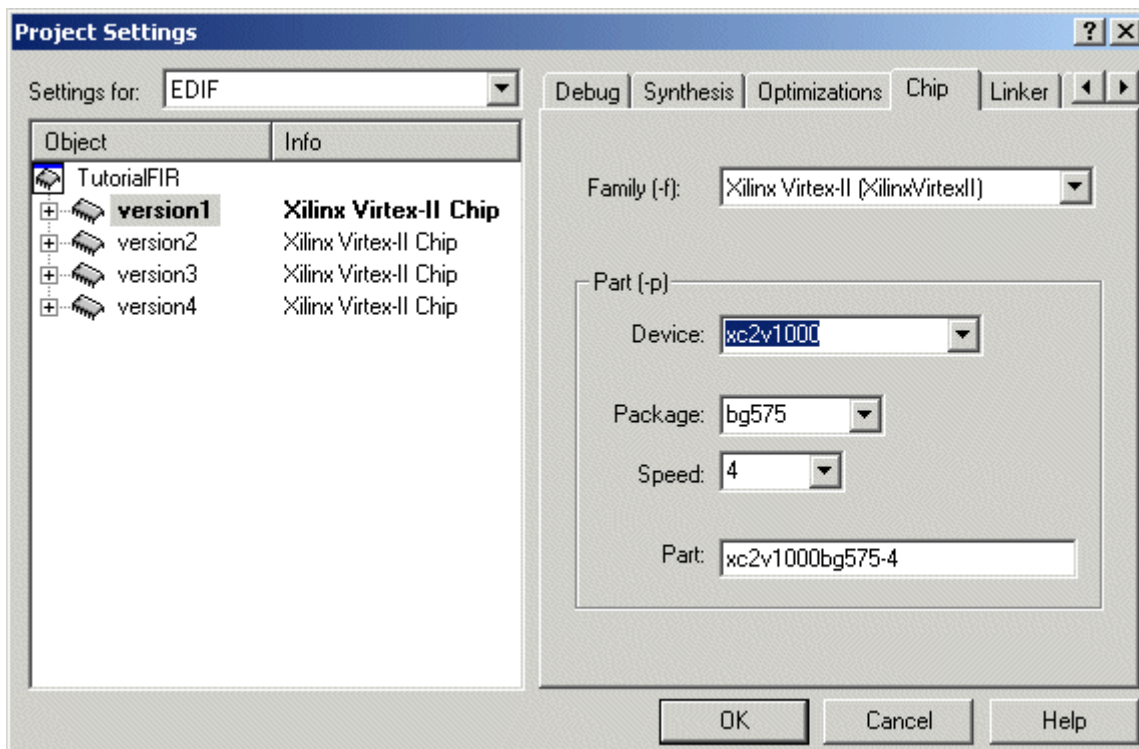 Project Settings
Settings for: EDIF
Object Info
TutorialFIR
version1 Xilinx Virtex-II Chip
version2 Xilinx Virtex-II Chip
version3 Xilinx Virtex-II Chip
version4 Xilinx Virtex-II Chip
Debug Synthesis Optimizations Chip Linker
Family (-f): Xilinx Virtex-II (XilinxVirtexII)
Part (-p)
Device: xc2v1000
Package: bg575
Speed: 4
Part: xc2v1000bg575-4
OK Cancel Help